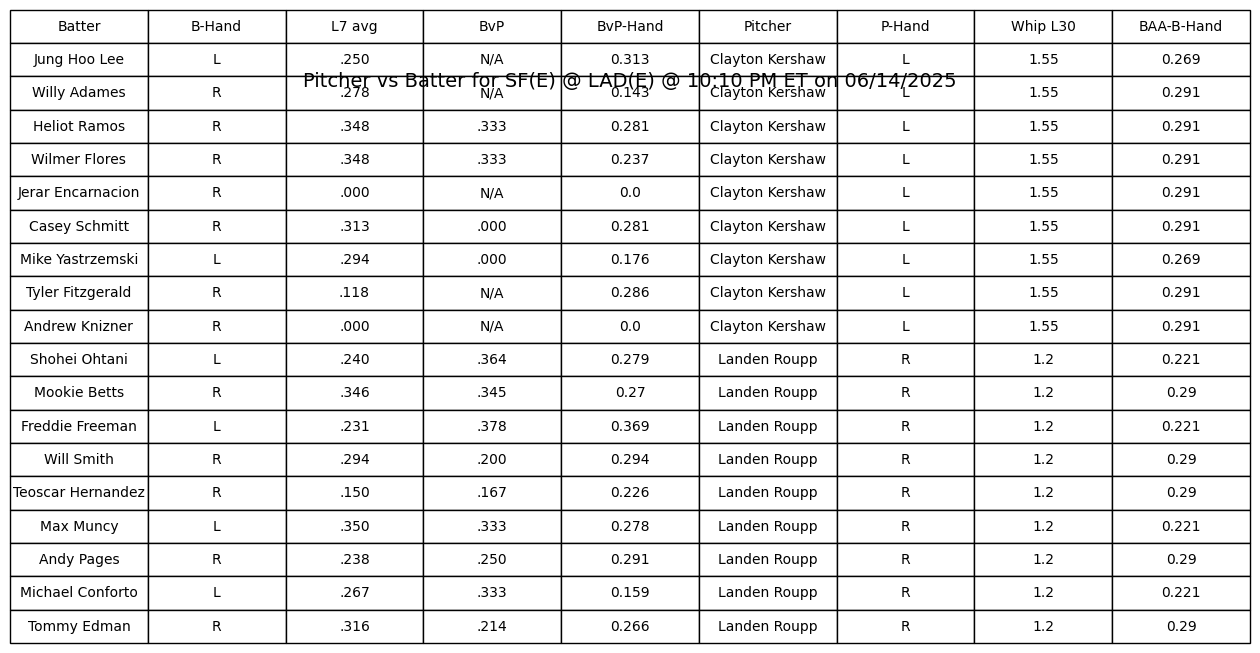 Batter B-Hand L7 avg BvP BvP-Hand Pitcher P-Hand Whip L30 BAA-B-Hand
Jung Hoo Lee L .250 N/A 0.313 Clayton Kershaw L 1.55 0.269
Pitcher vs Batter for SF(E) @ LAD(E) @ 10:10 PM ET on 06/14/2025
Willy Adames R .278 N/A 0.143 Clayton Kershaw L 1.55 0.291
Heliot Ramos R .348 .333 0.281 Clayton Kershaw L 1.55 0.291
Wilmer Flores R .348 .333 0.237 Clayton Kershaw L 1.55 0.291
Jerar Encarnacion R .000 N/A 0.0 Clayton Kershaw L 1.55 0.291
Casey Schmitt R .313 .000 0.281 Clayton Kershaw L 1.55 0.291
Mike Yastrzemski L .294 .000 0.176 Clayton Kershaw L 1.55 0.269
Tyler Fitzgerald R .118 N/A 0.286 Clayton Kershaw L 1.55 0.291
Andrew Knizner R .000 N/A 0.0 Clayton Kershaw L 1.55 0.291
Shohei Ohtani L .240 .364 0.279 Landen Roupp R 1.2 0.221
Mookie Betts R .346 .345 0.27 Landen Roupp R 1.2 0.29
Freddie Freeman L .231 .378 0.369 Landen Roupp R 1.2 0.221
Will Smith R .294 .200 0.294 Landen Roupp R 1.2 0.29
Teoscar Hernandez R .150 .167 0.226 Landen Roupp R 1.2 0.29
Max Muncy L .350 .333 0.278 Landen Roupp R 1.2 0.221
Andy Pages R .238 .250 0.291 Landen Roupp R 1.2 0.29
Michael Conforto L .267 .333 0.159 Landen Roupp R 1.2 0.221
Tommy Edman R .316 .214 0.266 Landen Roupp R 1.2 0.29